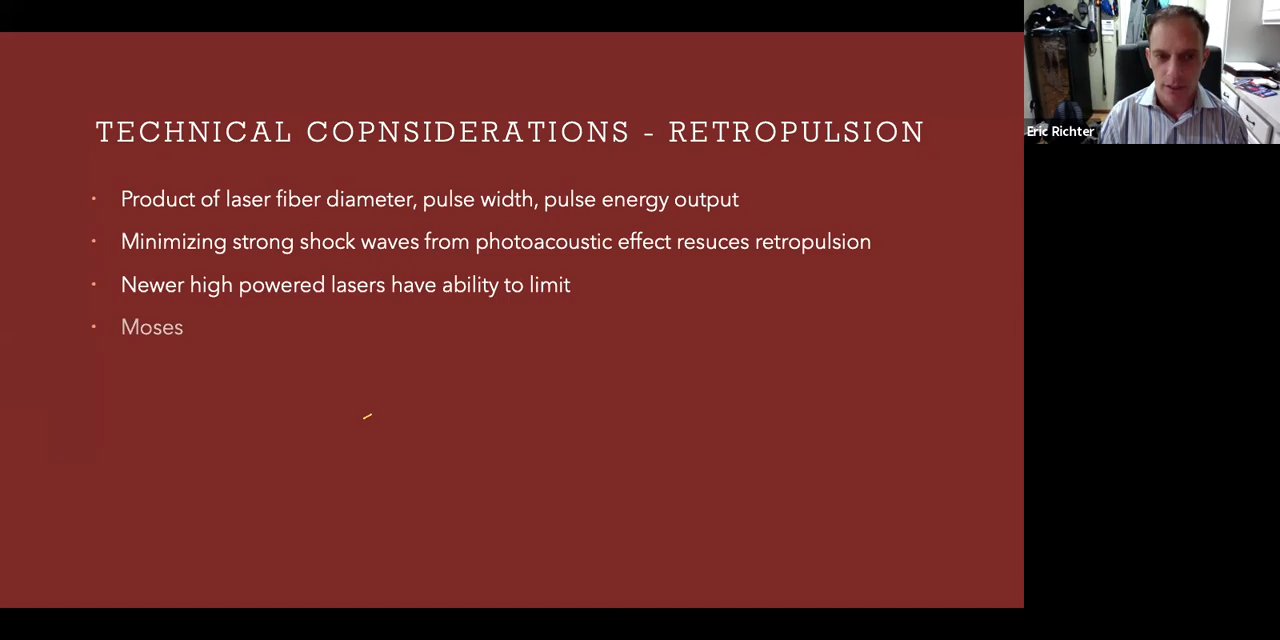 TECHNICAL COPNSIDERATIONS - RETROPULSION
• Product of laser fiber diameter, pulse width, pulse energy output
• Minimizing strong shock waves from photoacoustic effect resuces retropulsion
• Newer high powered lasers have ability to limit
• Moses
Eric Richter